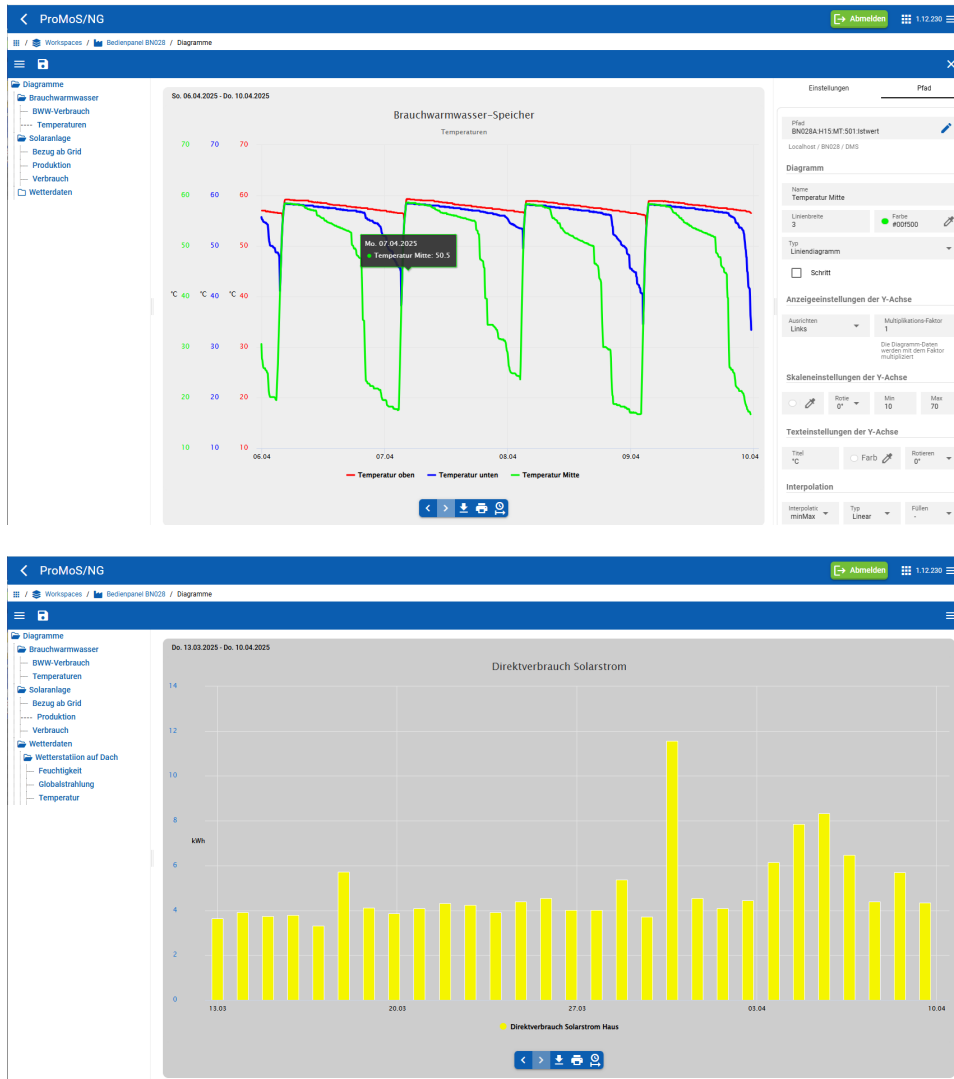 ProMoS/NG
Abmelden
1.12.230
/ Workspaces / Bedienpanel BN028 / Diagramme
Diagramme
Brauchwarmwasser
BWW-Verbrauch
Temperaturen
Solaranlage
Bezug ab Grid
Produktion
Verbrauch
Wetterdaten
So. 06.04.2025 - Do. 10.04.2025
Brauchwarmwasser-Speicher
Temperaturen
70 70 70
60 60 60
50 50 50
°C 40 °C 40 °C 40
30 30 30
20 20 20
10 10 10
Mo. 07.04.2025
Temperatur Mitte: 50.5
06.04 07.04 08.04 09.04 10.04
Temperatur oben Temperatur unten Temperatur Mitte
Einstellungen Pfad
Pfad
BN028A:H15:MT:501:Istwert
Localhost / BN028 / DMS
Diagramm
Name
Temperatur Mitte
Linienbreite Farbe
3 #00f500
Typ
Liniendiagramm
Schritt
Anzeigeeinstellungen der Y-Achse
Ausrichten Multiplikations-Faktor
Links 1
Die Diagramm-Daten
werden mit dem Faktor
multipliziert
Skaleneinstellungen der Y-Achse
Rotie Min Max
0° 10 70
Texteinstellungen der Y-Achse
Titel Farb Rotieren
°C 0°
Interpolation
Interpolatic Typ Füllen
minMax Linear -
ProMoS/NG
Abmelden
1.12.230
/ Workspaces / Bedienpanel BN028 / Diagramme
Diagramme
Brauchwarmwasser
BWW-Verbrauch
Temperaturen
Solaranlage
Bezug ab Grid
Produktion
Verbrauch
Wetterdaten
Wetterstatiion auf Dach
Feuchtigkeit
Globalstrahlung
Temperatur
Do. 13.03.2025 - Do. 10.04.2025
Direktverbrauch Solarstrom
14
12
10
8
kWh
6
4
2
0
13.03 20.03 27.03 03.04 10.04
Direktverbrauch Solarstrom Haus